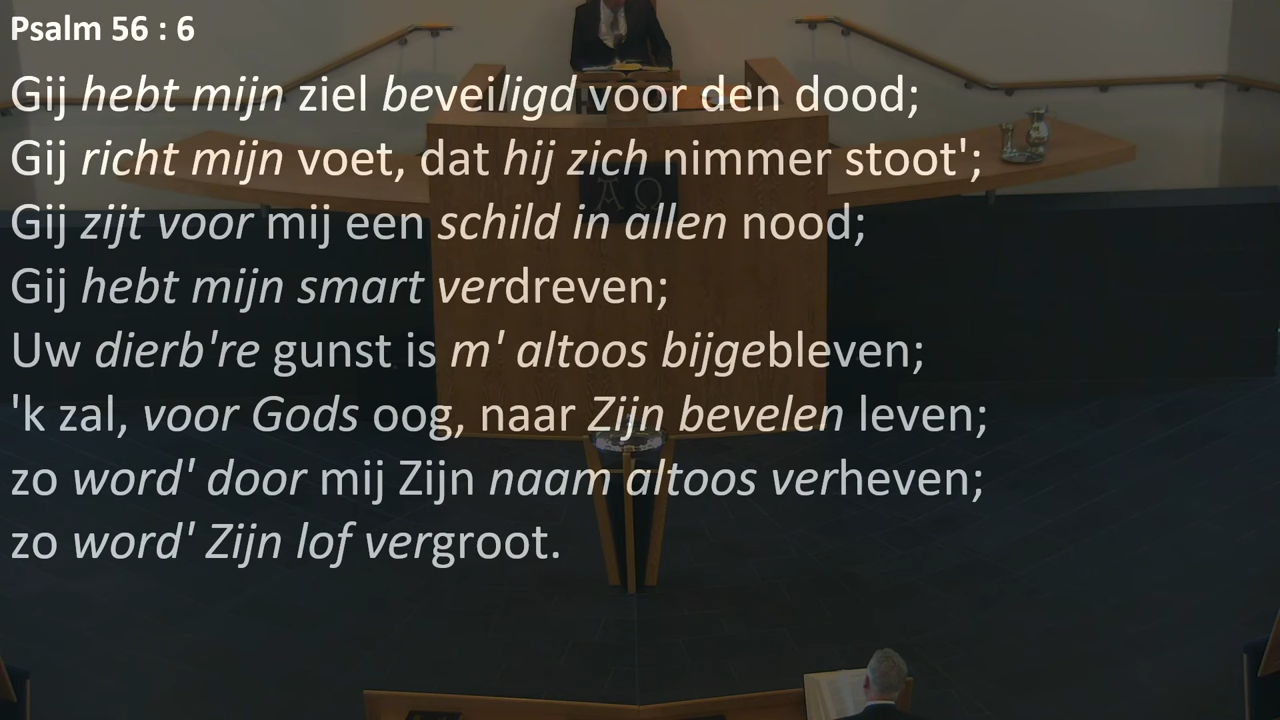 Psalm 56 : 6
Gij hebt mijn ziel beveiligd voor den dood;
Gij richt mijn voet, dat hij zich nimmer stoot';
Gij zijt voor mij een schild in allen nood;
Gij hebt mijn smart verdreven;
Uw dierb're gunst is m' altoos bijgebleven;
'k zal, voor Gods oog, naar Zijn bevelen leven;
zo word' door mij Zijn naam altoos verheven;
zo word' Zijn lof vergroot.
Α Ω